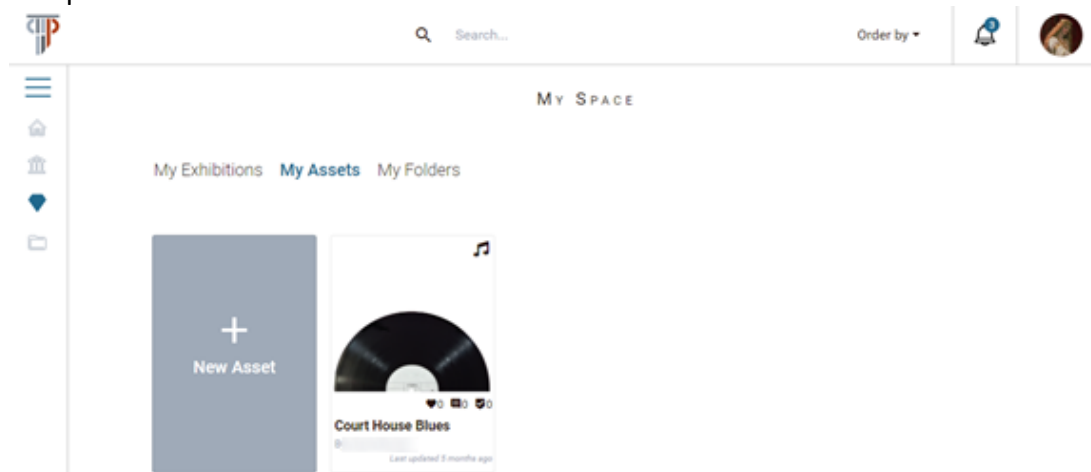 Search...
Order by
3
My Space
My Exhibitions My Assets My Folders
New Asset
0 0 0
Court House Blues
Last updated 5 months ago